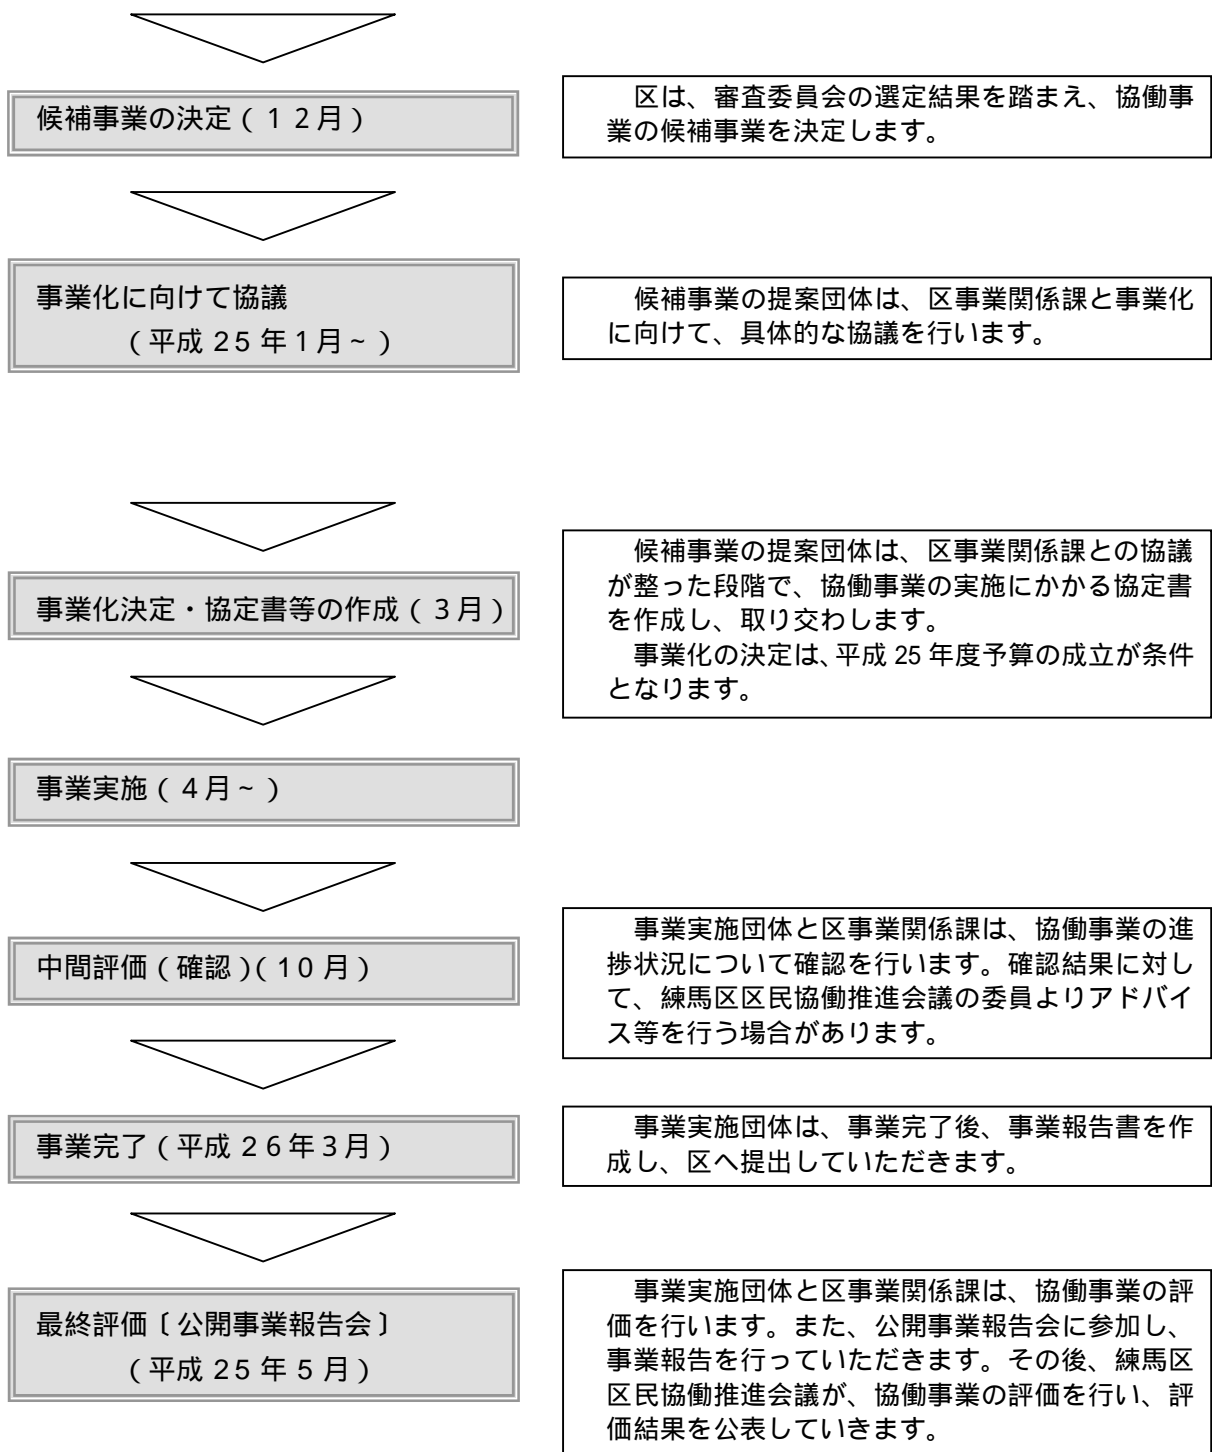 候補事業の決定（１２月）
区は、審査委員会の選定結果を踏まえ、協働事
業の候補事業を決定します。
事業化に向けて協議
（平成 25 年１月～）
候補事業の提案団体は、区事業関係課と事業化
に向けて、具体的な協議を行います。
事業化決定・協定書等の作成（３月）
候補事業の提案団体は、区事業関係課との協議
が整った段階で、協働事業の実施にかかる協定書
を作成し、取り交わします。
事業化の決定は、平成 25 年度予算の成立が条件
となります。
事業実施（４月～）
中間評価（確認）（１０月）
事業実施団体と区事業関係課は、協働事業の進
捗状況について確認を行います。確認結果に対し
て、練馬区区民協働推進会議の委員よりアドバイ
ス等を行う場合があります。
事業完了（平成 ２６年３月）
事業実施団体は、事業完了後、事業報告書を作
成し、区へ提出していただきます。
最終評価〔公開事業報告会〕
（平成 25 年 5 月）
事業実施団体と区事業関係課は、協働事業の評
価を行います。また、公開事業報告会に参加し、
事業報告を行っていただきます。その後、練馬区
区民協働推進会議が、協働事業の評価を行い、評
価結果を公表していきます。